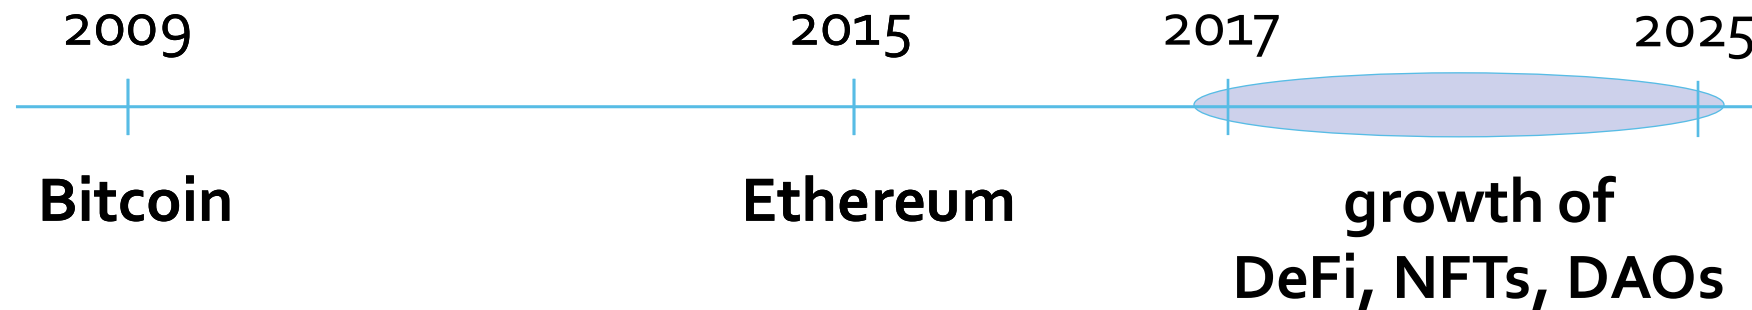 2009 2015 2017 2025
Bitcoin Ethereum growth of
DeFi, NFTs, DAOs